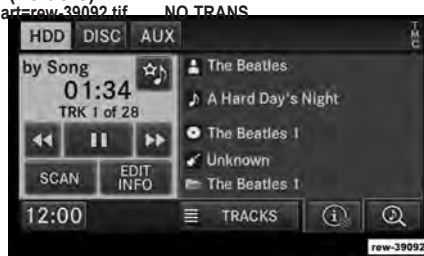 art=rew-39092.tif NO TRANS
HDD DISC AUX
TMC
by Song
01:34
TRK 1 of 28
SCAN
EDIT
INFO
The Beatles
A Hard Day's Night
The Beatles 1
Unknown
The Beatles 1
12:00
TRACKS
rew-39092